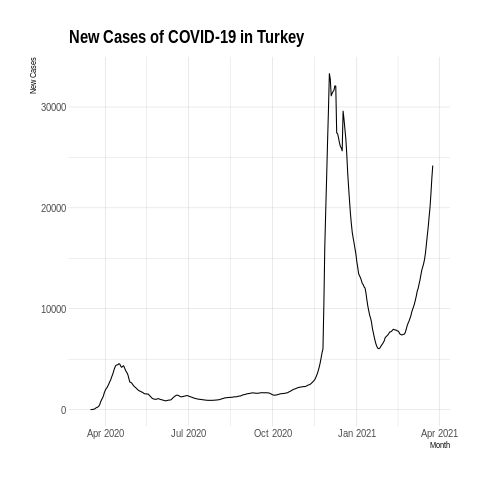 New Cases of COVID-19 in Turkey
New Cases
30000
20000
10000
0
Apr 2020 Jul 2020 Oct 2020 Jan 2021 Apr 2021
Month